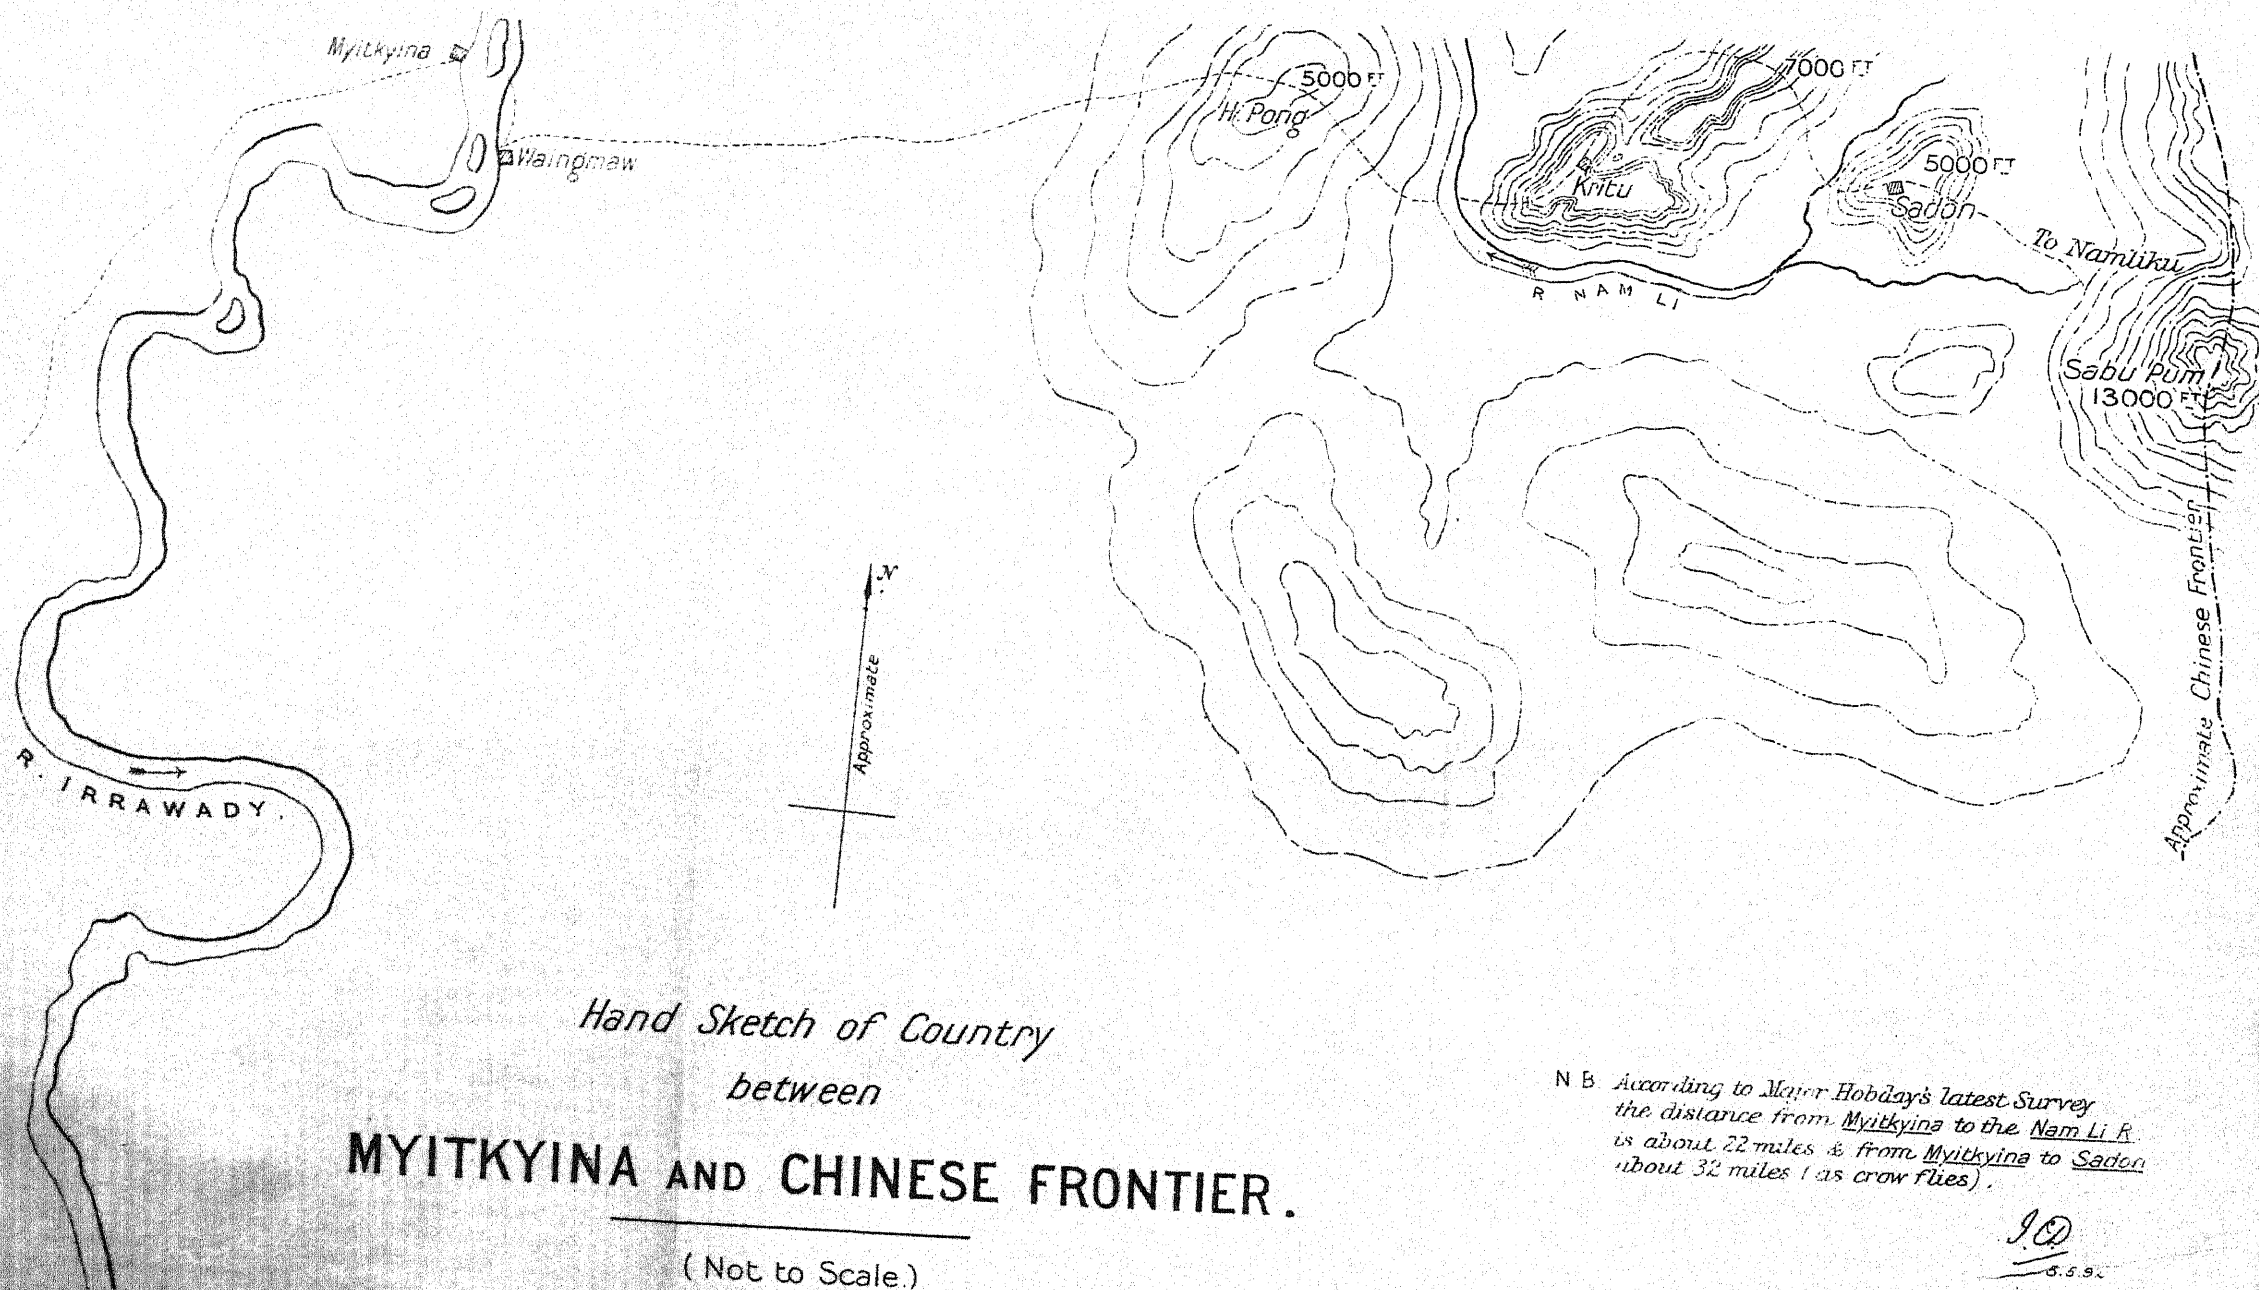 Myitkyina
Waingmaw
5000 FT
H. Pong
7000 FT
Kritu
5000 FT
Sadon
To Namliku
R NAM LI
Sabu Pum
13000 FT
Approximate Chinese Frontier
N.
Approximate
R. IRRAWADY.
Hand Sketch of Country
between
MYITKYINA AND CHINESE FRONTIER.
(Not to Scale.)
N B. According to Major Hobday's latest Survey
the distance from Myitkyina to the Nam Li R
is about 22 miles & from Myitkyina to Sadon
about 32 miles (as crow flies).